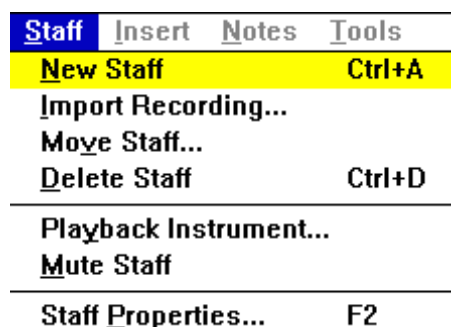 Staff Insert Notes Tools
New Staff Ctrl+A
Import Recording...
Move Staff...
Delete Staff Ctrl+D
Playback Instrument...
Mute Staff
Staff Properties... F2